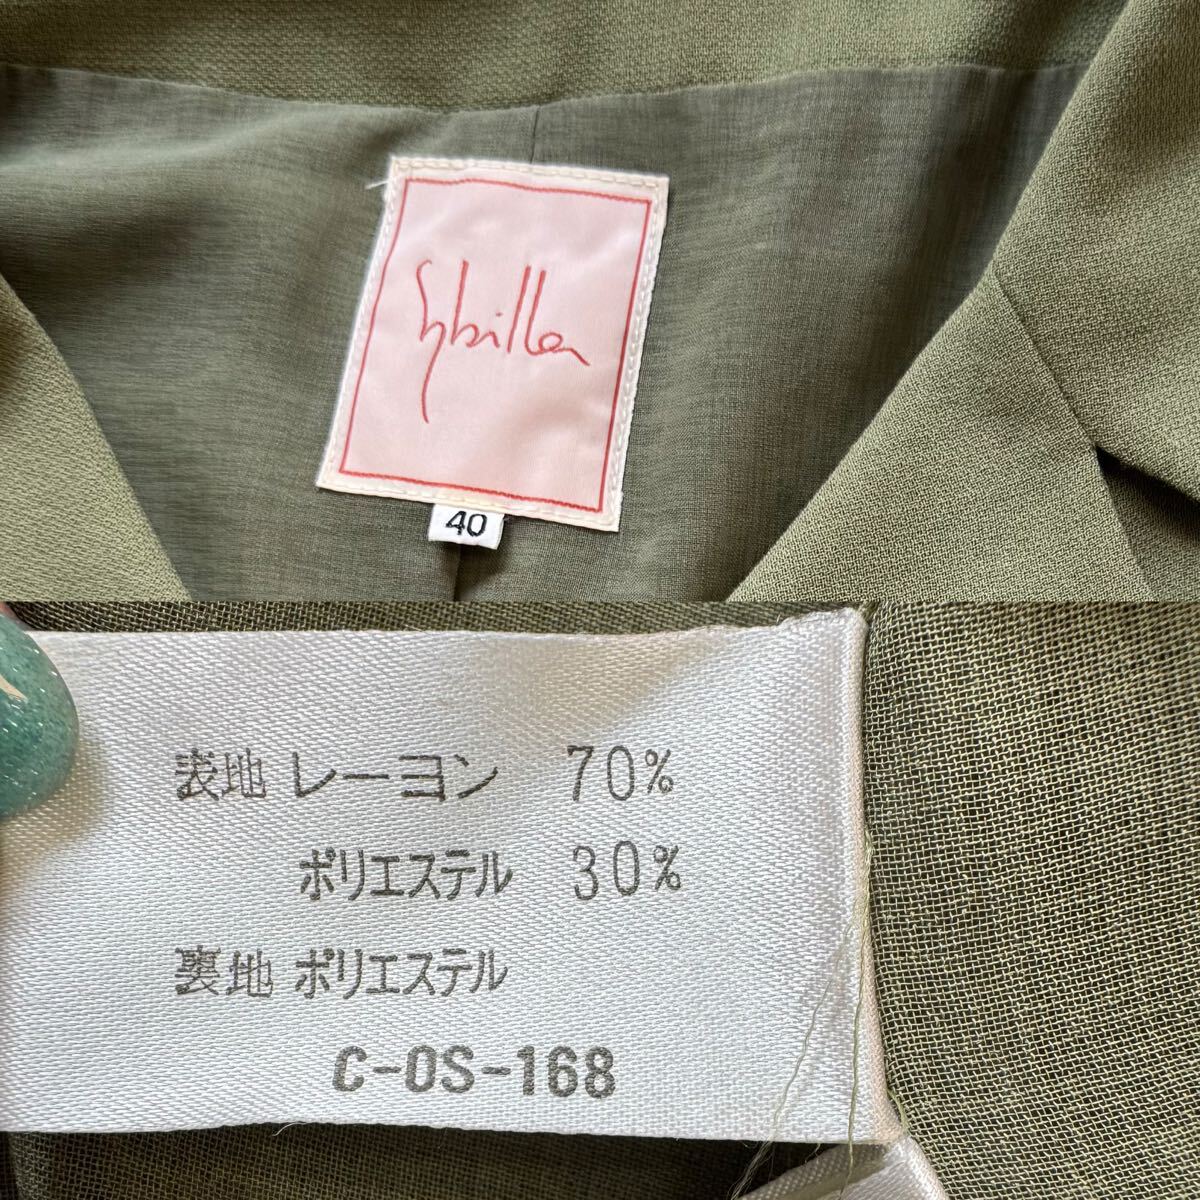 Sybilla
40
表地 レーヨン 70%
ポリエステル 30%
裏地 ポリエステル
C-OS-168